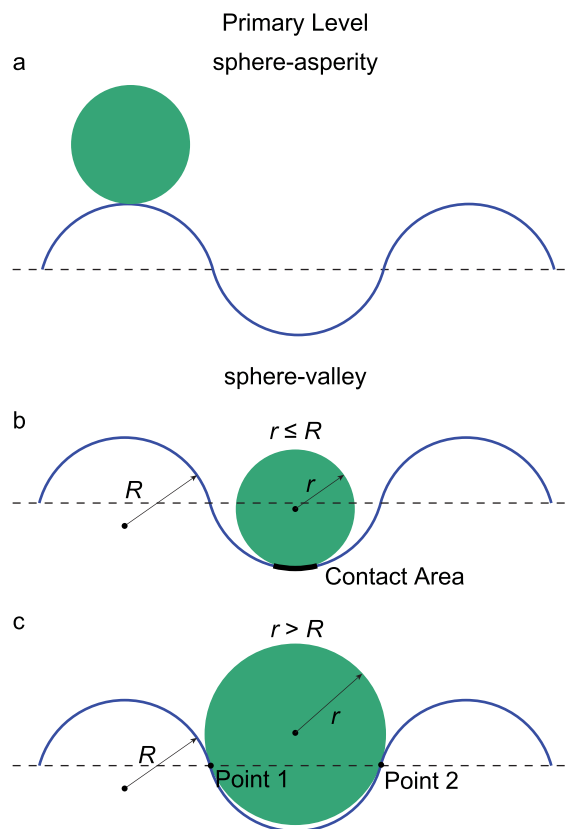 Primary Level
a
sphere-asperity
sphere-valley
b
r ≤ R
R
r
Contact Area
c
r > R
r
R
Point 1
Point 2